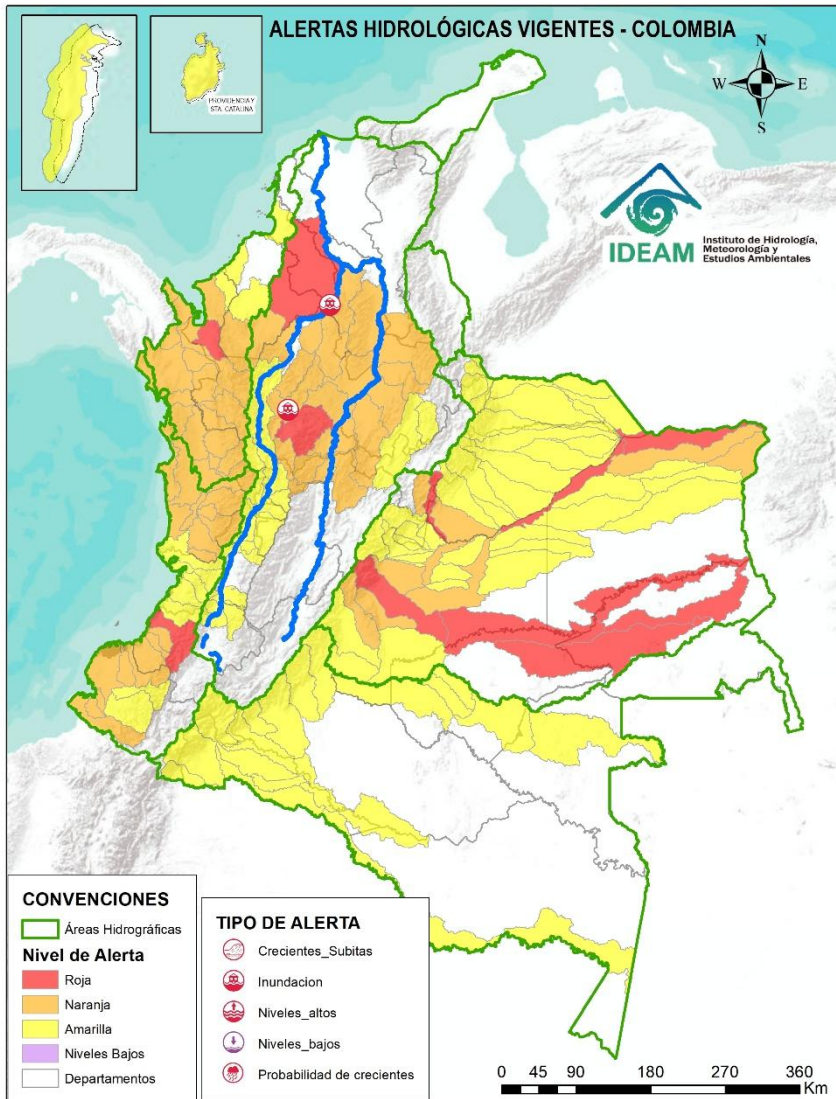 ALERTAS HIDROLÓGICAS VIGENTES - COLOMBIA
PROVIDENCIA Y
STA. CATALINA
N
W
E
S
IDEAM
Instituto de Hidrología,
Meteorología y
Estudios Ambientales
CONVENCIONES
Áreas Hidrográficas
Nivel de Alerta
Roja
Naranja
Amarilla
Niveles Bajos
Departamentos
TIPO DE ALERTA
Crecientes_Subitas
Inundacion
Niveles_altos
Niveles_bajos
Probabilidad de crecientes
0 45 90 180 270 360
Km